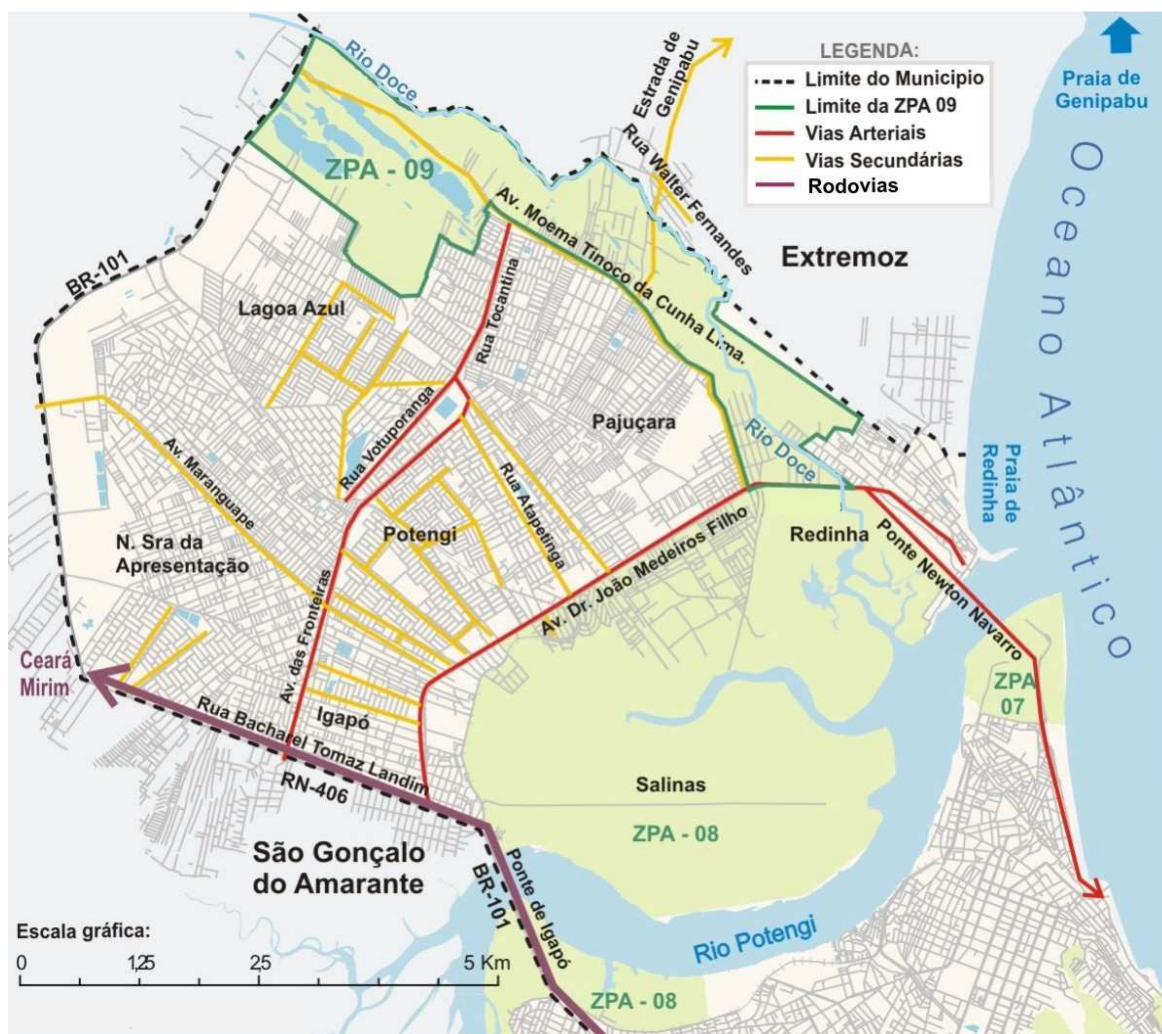 LEGENDA:
Limite do Municipio
Limite da ZPA 09
Vias Arteriais
Vias Secundárias
Rodovias
Praia de
Genipabu
Oceano Atlântico
Rio Doce
Estrada de
Genipabu
Rua Walter Fernandes
ZPA - 09
Av. Moema Tinoco da Cunha Lima.
Extremoz
BR-101
Lagoa Azul
Rua Tocantina
Pajuçara
Rua Votuporanga
Rio Doce
Praia de
Redinha
Av. Maranguape
Rua Atapetinga
Potengi
Redinha
N. Sra da
Apresentação
Av. das Fronteiras
Av. Dr. João Medeiros Filho
Ponte Newton Navarro
Ceará
Mirim
ZPA
07
Rua Bacharel Tomaz Landim
Igapó
RN-406
Salinas
ZPA - 08
São Gonçalo
do Amarante
BR-101
Ponte de Igapó
Rio Potengi
Escala gráfica:
0 1,25 2,5 5 Km
ZPA - 08